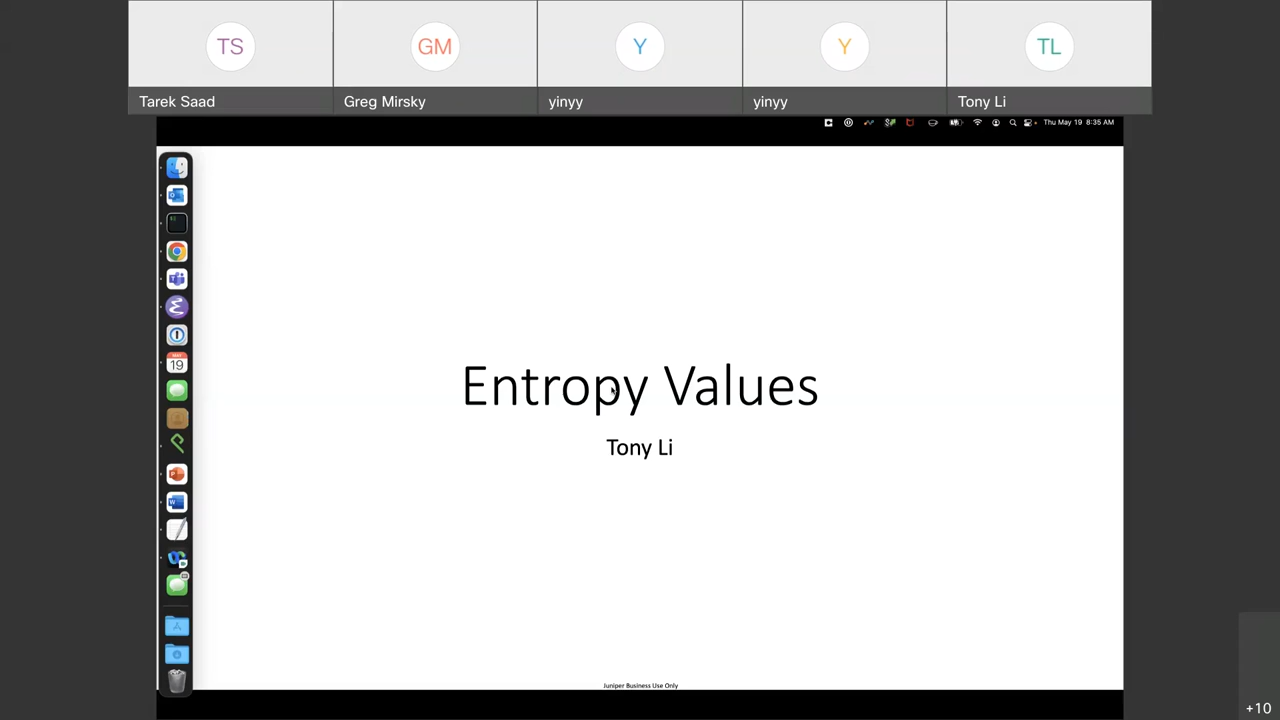 TS
GM
Y
Y
TL
Tarek Saad
Greg Mirsky
yinyy
yinyy
Tony Li
Thu May 19 8:35 AM
19
Entropy Values
Tony Li
Juniper Business Use Only
+10